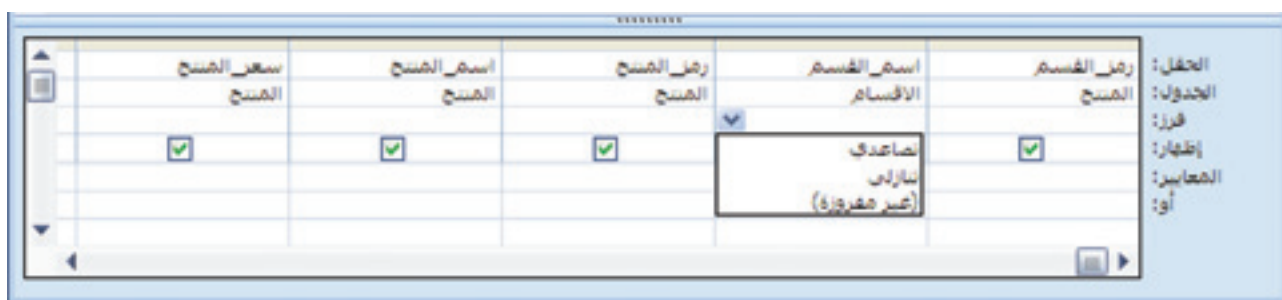 الحقل: رمز_القسم اسم_القسم رمز_المنتج اسم_المنتج سعر_المنتج
الجدول: المنتج الاقسام المنتج المنتج المنتج
فرز:
إظهار: تصاعدي
المعايير: تنازلي
أو: (غير مفروزة)